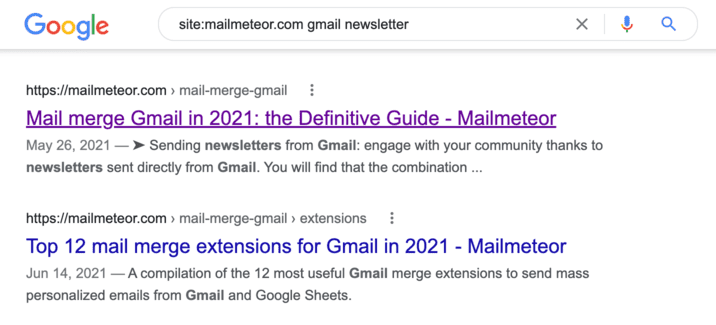 Google
site:mailmeteor.com gmail newsletter
https://mailmeteor.com › mail-merge-gmail
Mail merge Gmail in 2021: the Definitive Guide - Mailmeteor
May 26, 2021 — ➤ Sending newsletters from Gmail: engage with your community thanks to
newsletters sent directly from Gmail. You will find that the combination ...
https://mailmeteor.com › mail-merge-gmail › extensions
Top 12 mail merge extensions for Gmail in 2021 - Mailmeteor
Jun 14, 2021 — A compilation of the 12 most useful Gmail merge extensions to send mass
personalized emails from Gmail and Google Sheets.